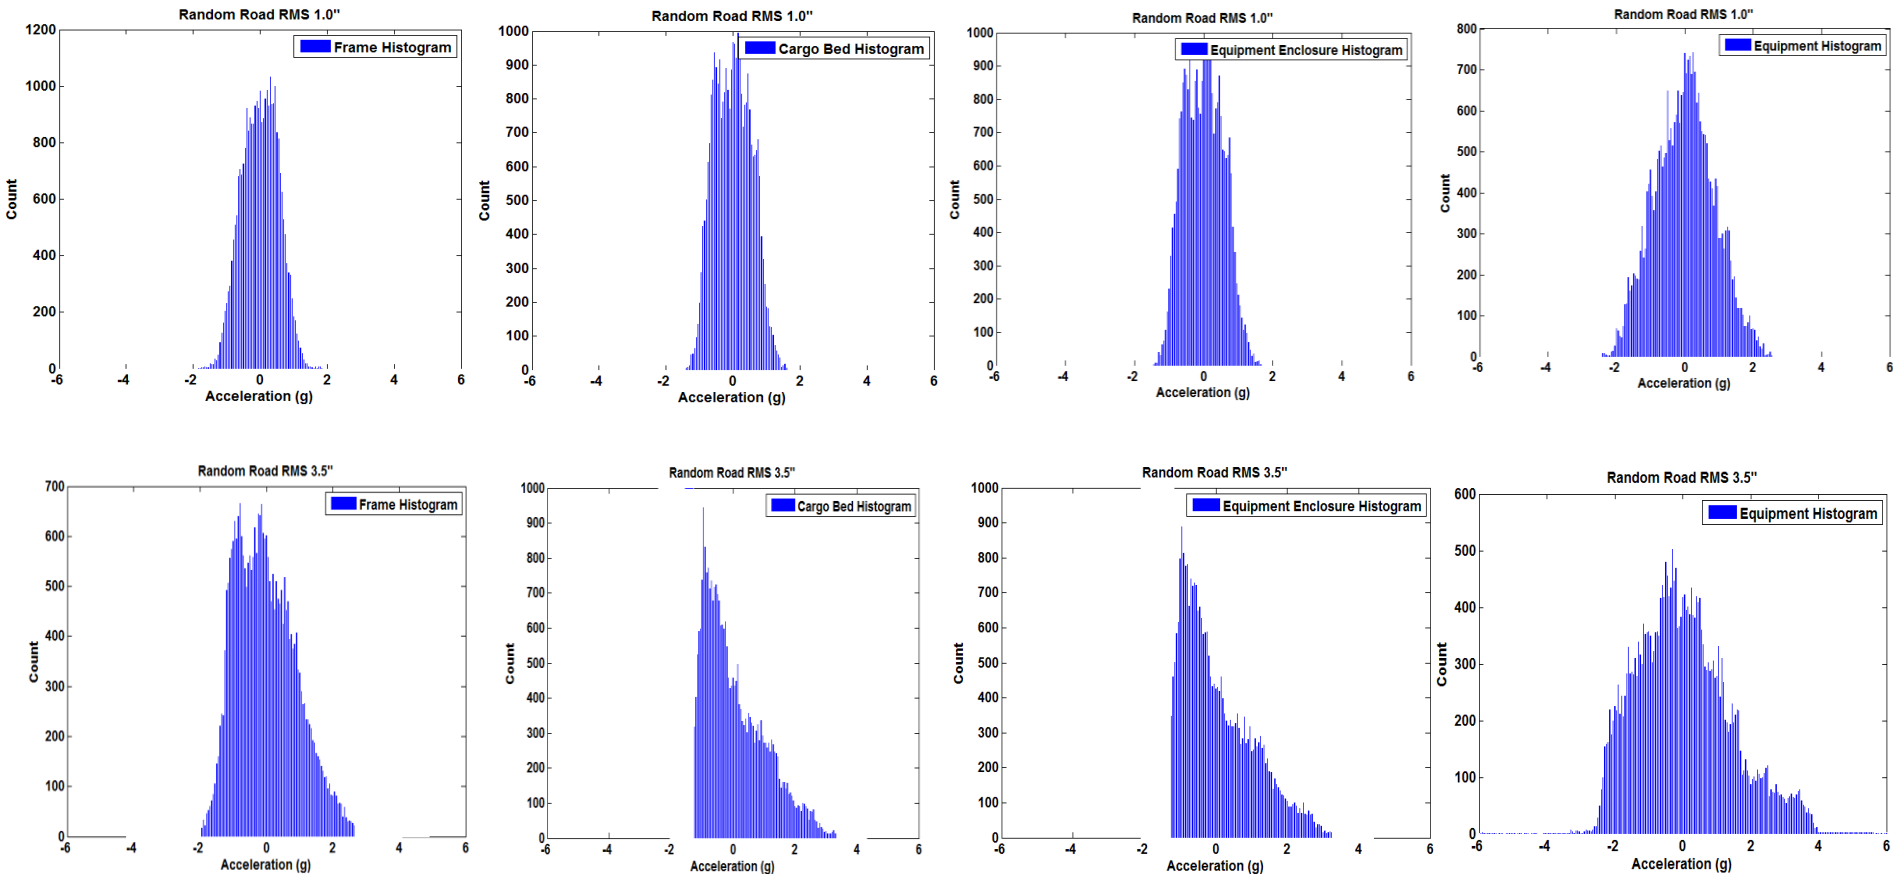 Random Road RMS 1.0"
Frame Histogram
1200
1000
800
600
400
200
0
Count
-6 -4 -2 0 2 4 6
Acceleration (g)
Random Road RMS 1.0"
Cargo Bed Histogram
1000
900
800
700
600
500
400
300
200
100
0
Count
-6 -4 -2 0 2 4 6
Acceleration (g)
Random Road RMS 1.0"
Equipment Enclosure Histogram
1000
900
800
700
600
500
400
300
200
100
0
Count
-6 -4 -2 0 2 4 6
Acceleration (g)
Random Road RMS 1.0"
Equipment Histogram
800
700
600
500
400
300
200
100
0
Count
-6 -4 -2 0 2 4 6
Acceleration (g)
Random Road RMS 3.5"
Frame Histogram
700
600
500
400
300
200
100
0
Count
-6 -4 -2 0 2 4 6
Acceleration (g)
Random Road RMS 3.5"
Cargo Bed Histogram
1000
900
800
700
600
500
400
300
200
100
0
Count
-6 -4 -2 0 2 4 6
Acceleration (g)
Random Road RMS 3.5"
Equipment Enclosure Histogram
1000
900
800
700
600
500
400
300
200
100
0
Count
-6 -4 -2 0 2 4 6
Acceleration (g)
Random Road RMS 3.5"
Equipment Histogram
600
500
400
300
200
100
0
Count
-6 -4 -2 0 2 4 6
Acceleration (g)